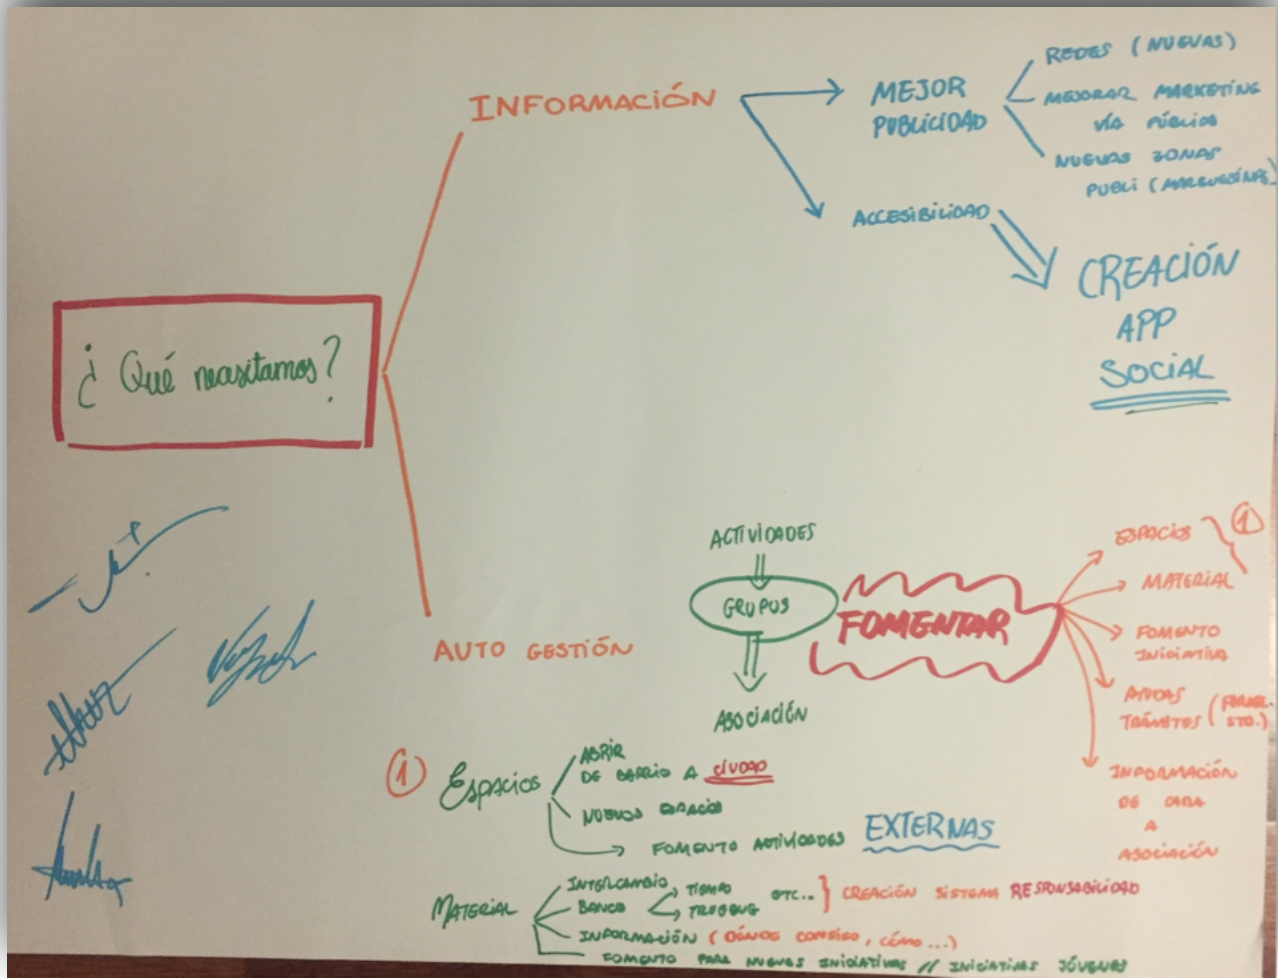 ¿Qué necesitamos?
INFORMACIÓN
MEJOR
PUBLICIDAD
REDES (NUEVAS)
MEJORAR MARKETING
VÍA PÚBLICA
NUEVAS ZONAS
PUBLI (MARQUESINAS)
ACCESIBILIDAD
CREACIÓN
APP
SOCIAL
AUTO GESTIÓN
ACTIVIDADES
GRUPOS
ASOCIACIÓN
FOMENTAR
ESPACIOS
1
MATERIAL
FOMENTO
INICIATIVA
AYUDAS
TRÁMITES (
INFORMACIÓN
DE CARA
A
ASOCIACIÓN
1 ESPACIOS
ABRIR
DE BARRIO A CIUDAD
NUEVOS ESPACIOS
FOMENTO ACTIVIDADES EXTERNAS
MATERIAL
INTERCAMBIO
BANCO
TIEMPO
TRUEQUE
ETC... } CREACIÓN SISTEMA RESPONSABILIDAD
INFORMACIÓN (DÓNDE CONSIGO, CÓMO...)
FOMENTO PARA NUEVAS INICIATIVAS // INICIATIVAS JÓVENES